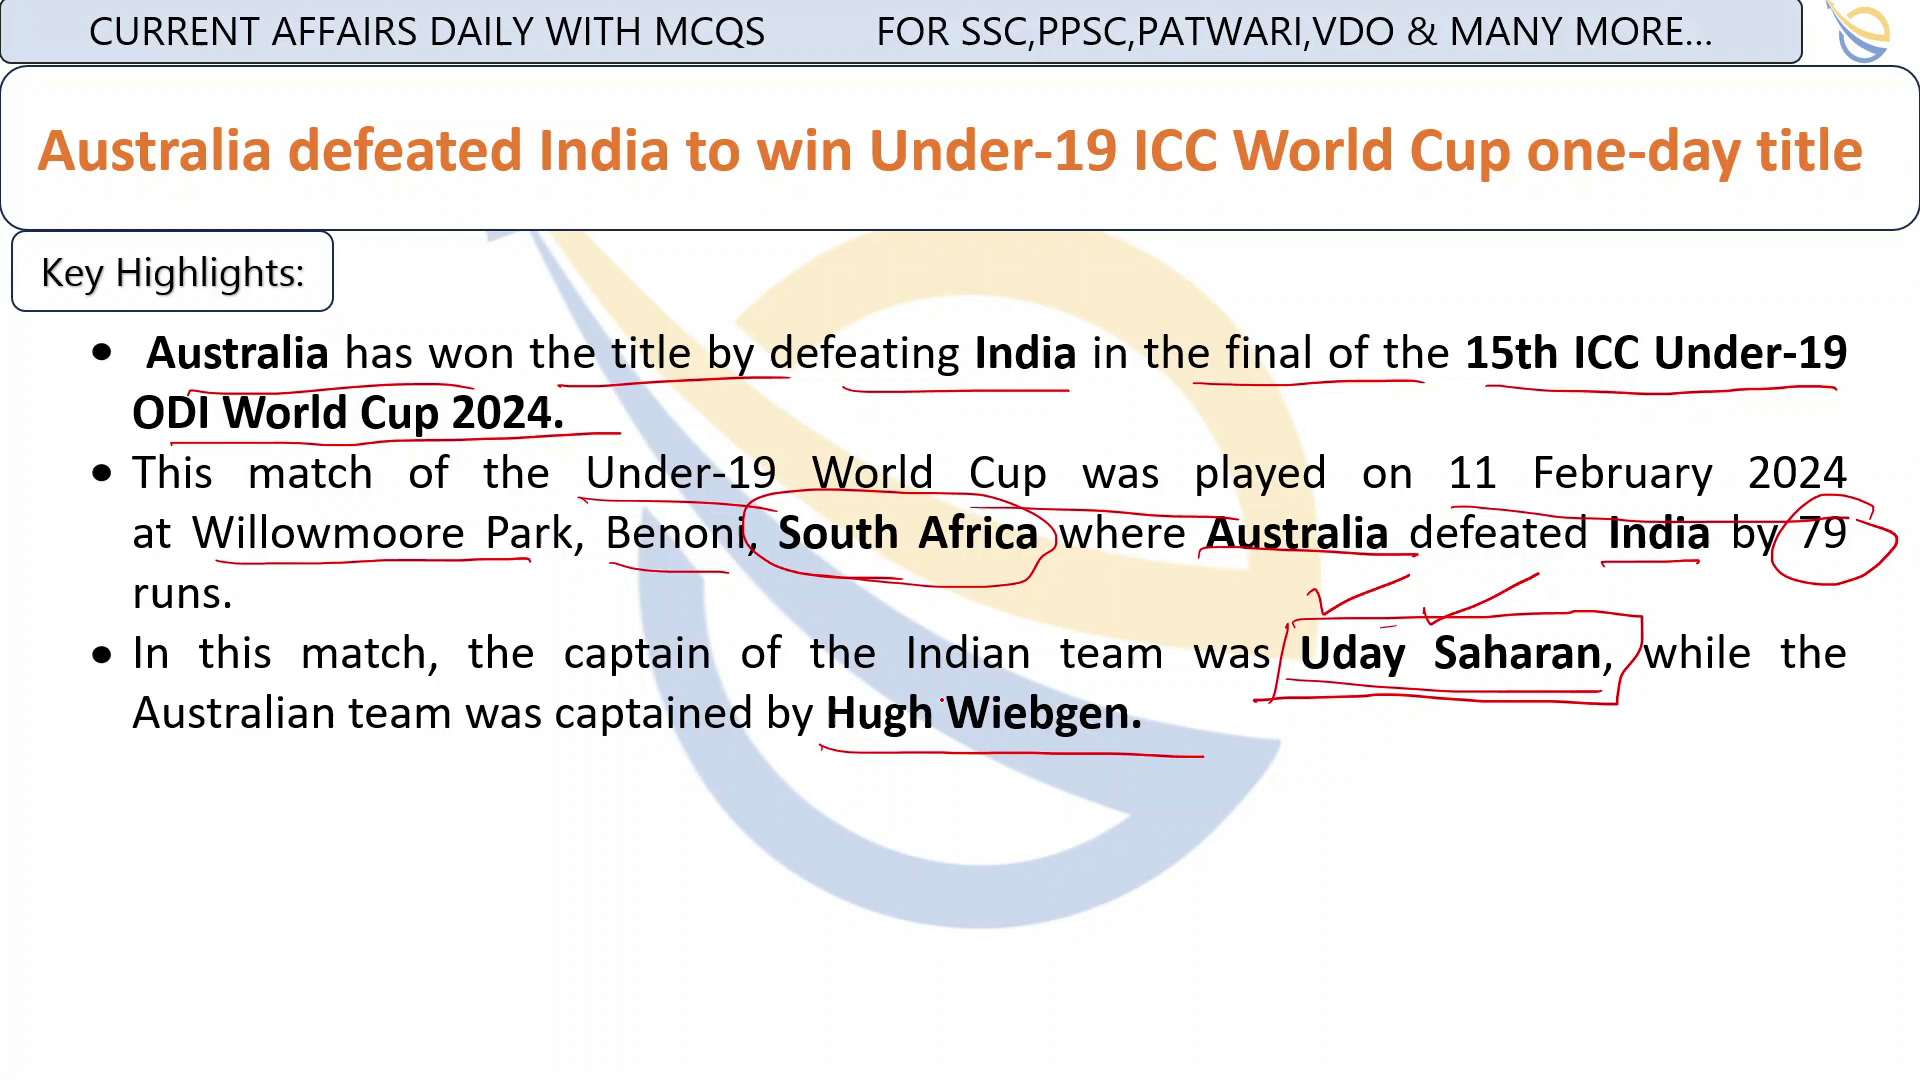 CURRENT AFFAIRS DAILY WITH MCQS FOR SSC,PPSC,PATWARI,VDO & MANY MORE...
Australia defeated India to win Under-19 ICC World Cup one-day title
Key Highlights:
• Australia has won the title by defeating India in the final of the 15th ICC Under-19
ODI World Cup 2024.
• This match of the Under-19 World Cup was played on 11 February 2024
at Willowmoore Park, Benoni, South Africa where Australia defeated India by 79
runs.
• In this match, the captain of the Indian team was Uday Saharan, while the
Australian team was captained by Hugh Wiebgen.